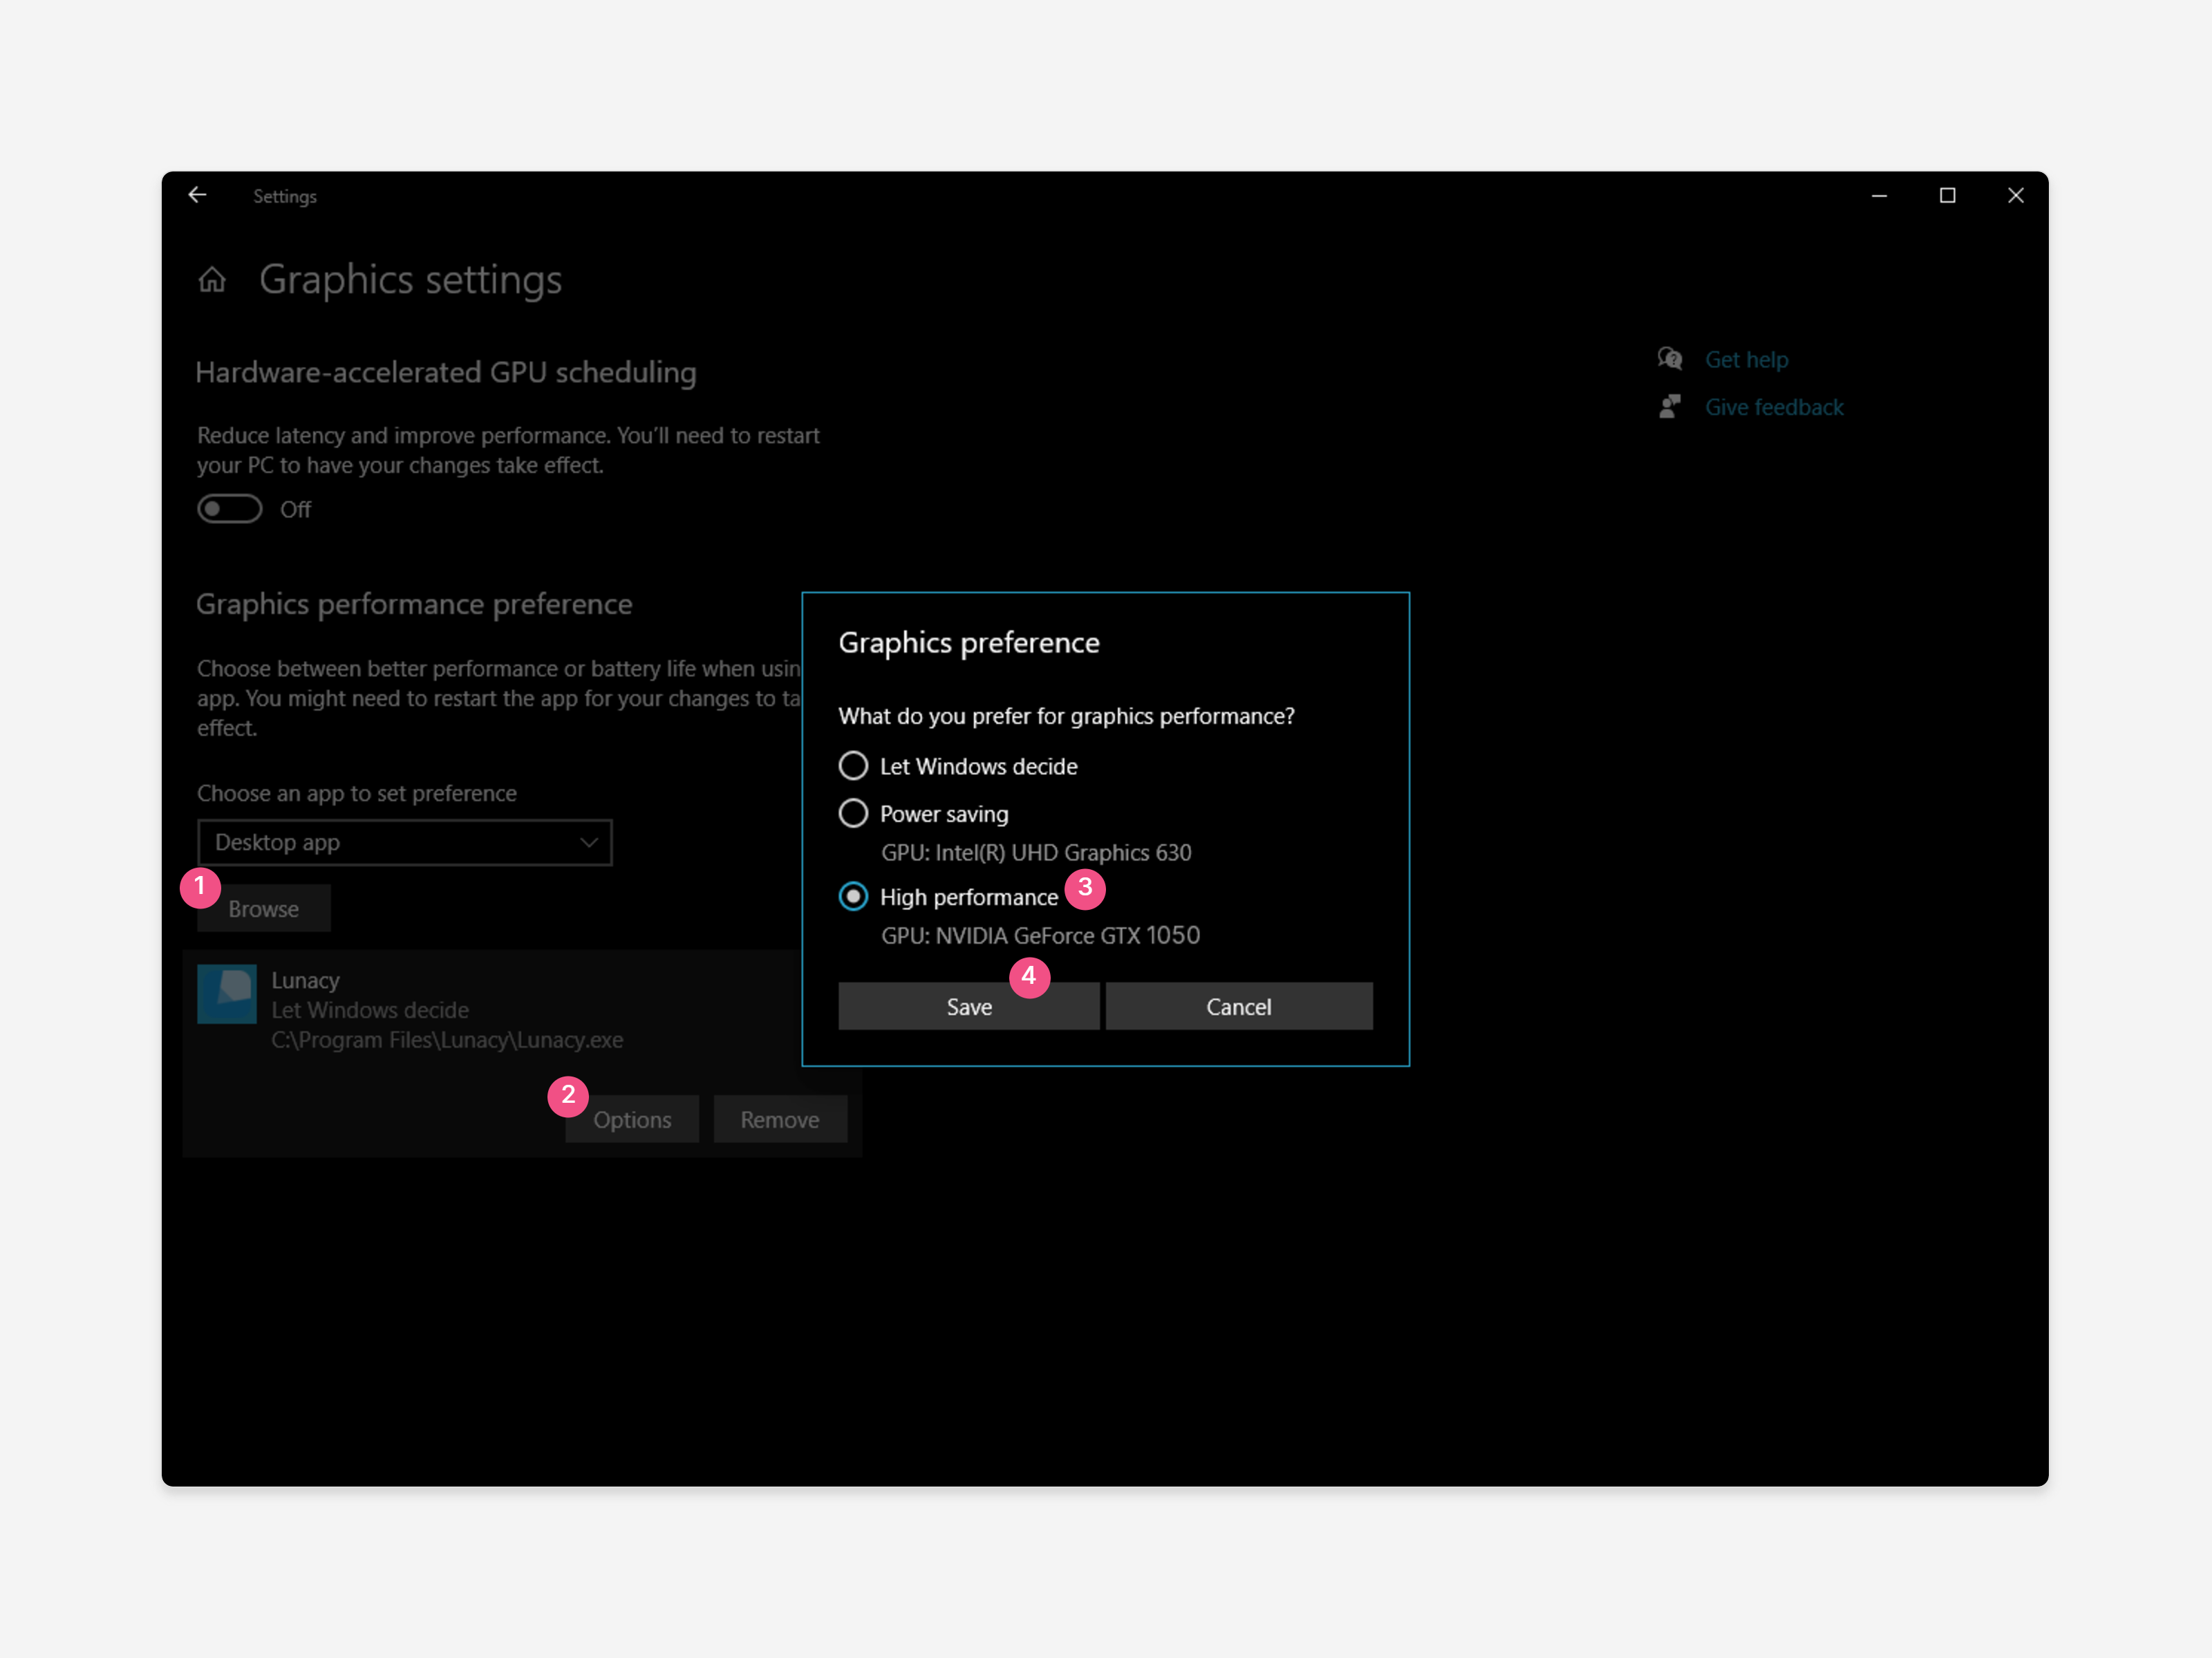 Settings
Graphics settings
Hardware-accelerated GPU scheduling
Reduce latency and improve performance. You'll need to restart
your PC to have your changes take effect.
Off
Get help
Give feedback
Graphics performance preference
Choose between better performance or battery life when usin
app. You might need to restart the app for your changes to ta
effect.
Choose an app to set preference
Desktop app
1
Browse
Lunacy
Let Windows decide
C:\Program Files\Lunacy\Lunacy.exe
2
Options
Remove
Graphics preference
What do you prefer for graphics performance?
Let Windows decide
Power saving
GPU: Intel(R) UHD Graphics 630
High performance
3
GPU: NVIDIA GeForce GTX 1050
4
Save
Cancel